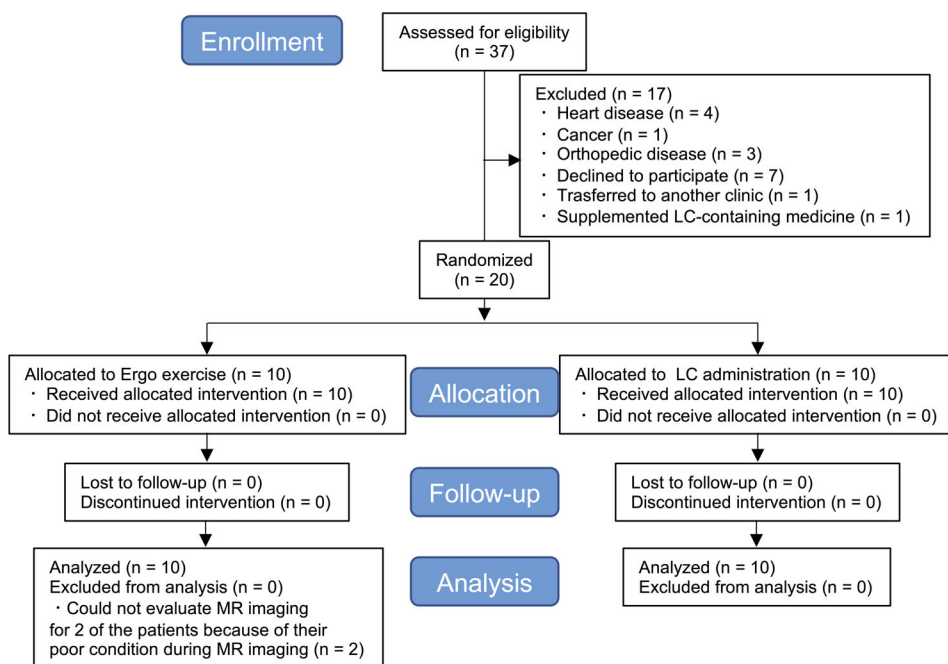 Enrollment
Assessed for eligibility
(n = 37)
Excluded (n = 17)
・ Heart disease (n = 4)
・ Cancer (n = 1)
・ Orthopedic disease (n = 3)
・ Declined to participate (n = 7)
・ Trasferred to another clinic (n = 1)
・ Supplemented LC-containing medicine (n = 1)
Randomized
(n = 20)
Allocated to Ergo exercise (n = 10)
・ Received allocated intervention (n = 10)
・ Did not receive allocated intervention (n = 0)
Allocation
Allocated to LC administration (n = 10)
・ Received allocated intervention (n = 10)
・ Did not receive allocated intervention (n = 0)
Lost to follow-up (n = 0)
Discontinued intervention (n = 0)
Follow-up
Lost to follow-up (n = 0)
Discontinued intervention (n = 0)
Analyzed (n = 10)
Excluded from analysis (n = 0)
・Could not evaluate MR imaging
for 2 of the patients because of their
poor condition during MR imaging (n = 2)
Analysis
Analyzed (n = 10)
Excluded from analysis (n = 0)